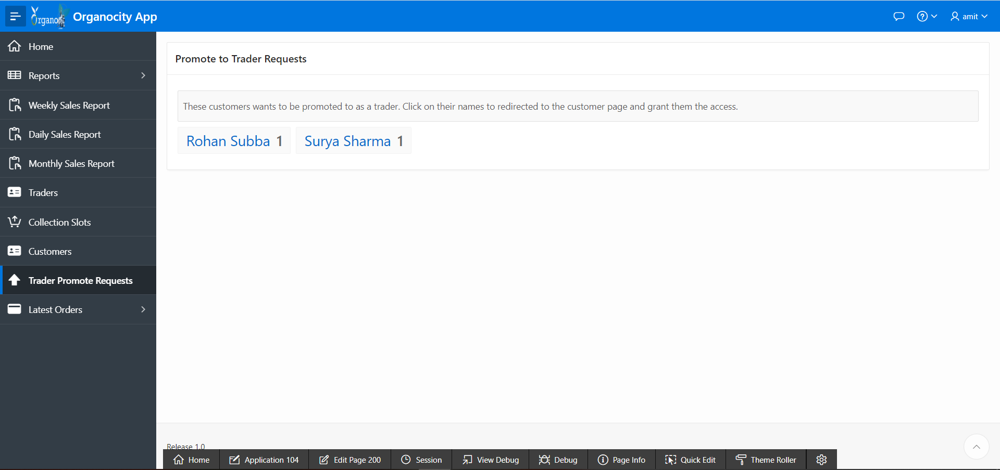 Organo
Organocity App
amit
Home
Reports
Weekly Sales Report
Daily Sales Report
Monthly Sales Report
Traders
Collection Slots
Customers
Trader Promote Requests
Latest Orders
Promote to Trader Requests
These customers wants to be promoted to as a trader. Click on their names to redirected to the customer page and grant them the access.
Rohan Subba 1 Surya Sharma 1
Release 1.0
Home Application 104 Edit Page 200 Session View Debug Debug Page Info Quick Edit Theme Roller